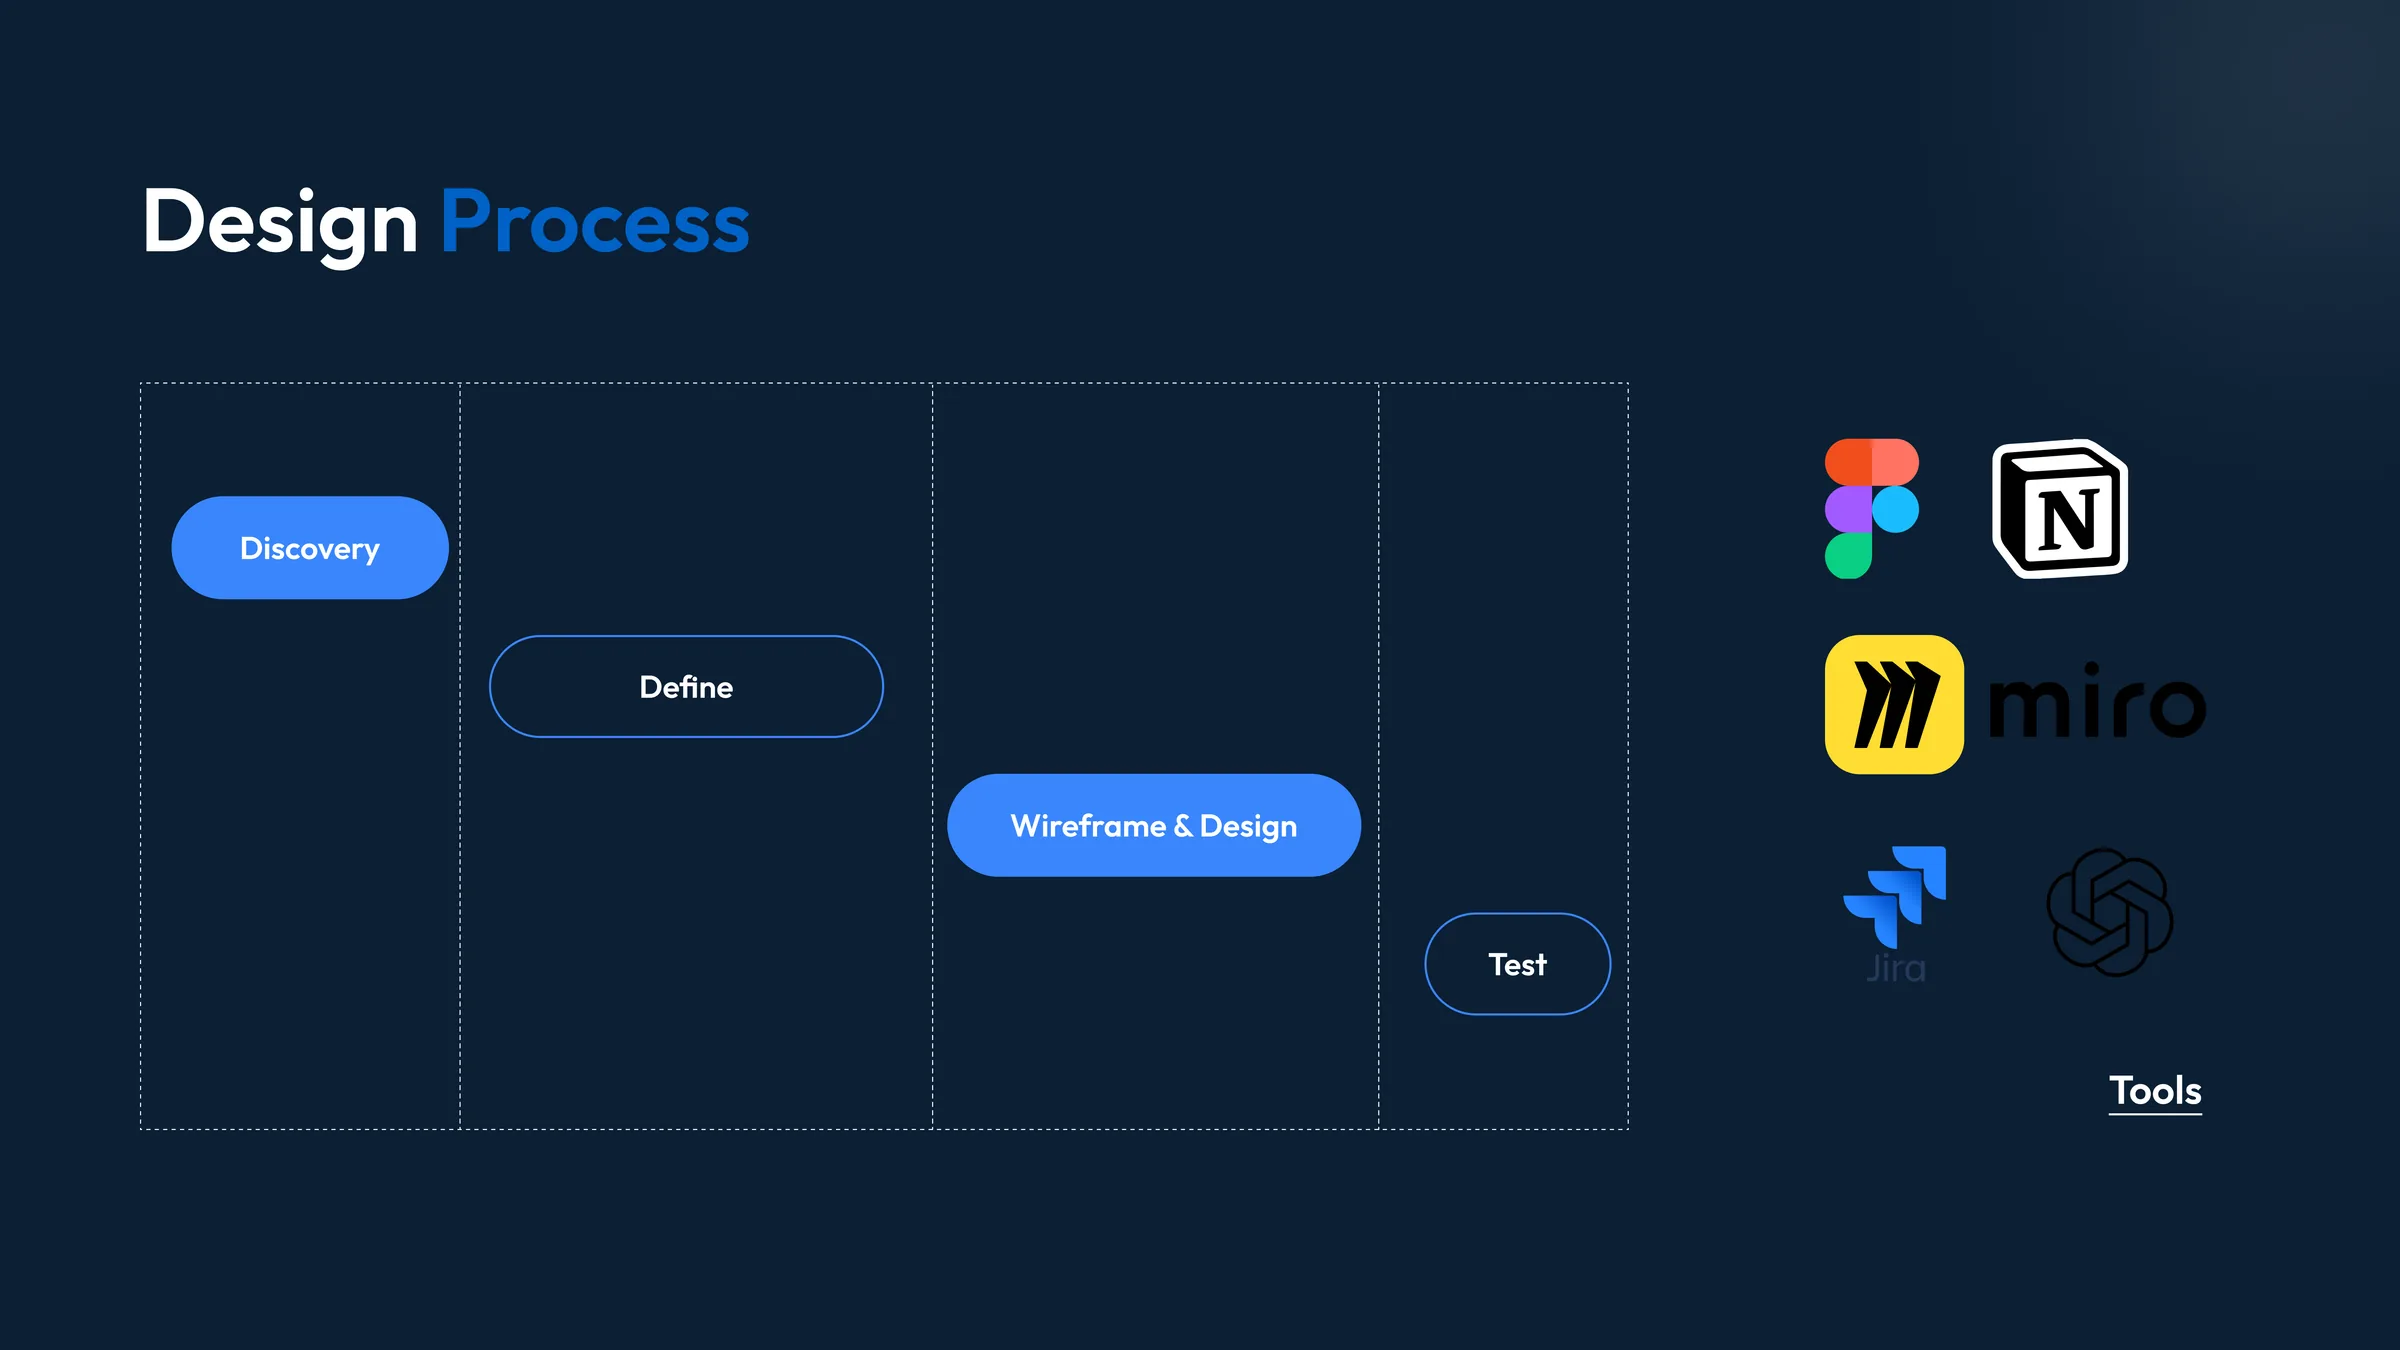 Design Process
Discovery
Define
Wireframe & Design
Test
N
miro
Jira
Tools